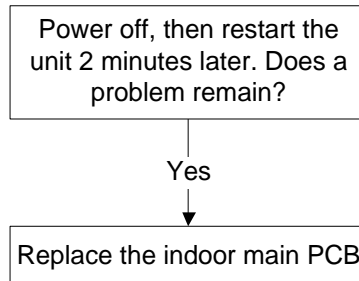 Power off, then restart the
unit 2 minutes later. Does a
problem remain?
Yes
Replace the indoor main PCB